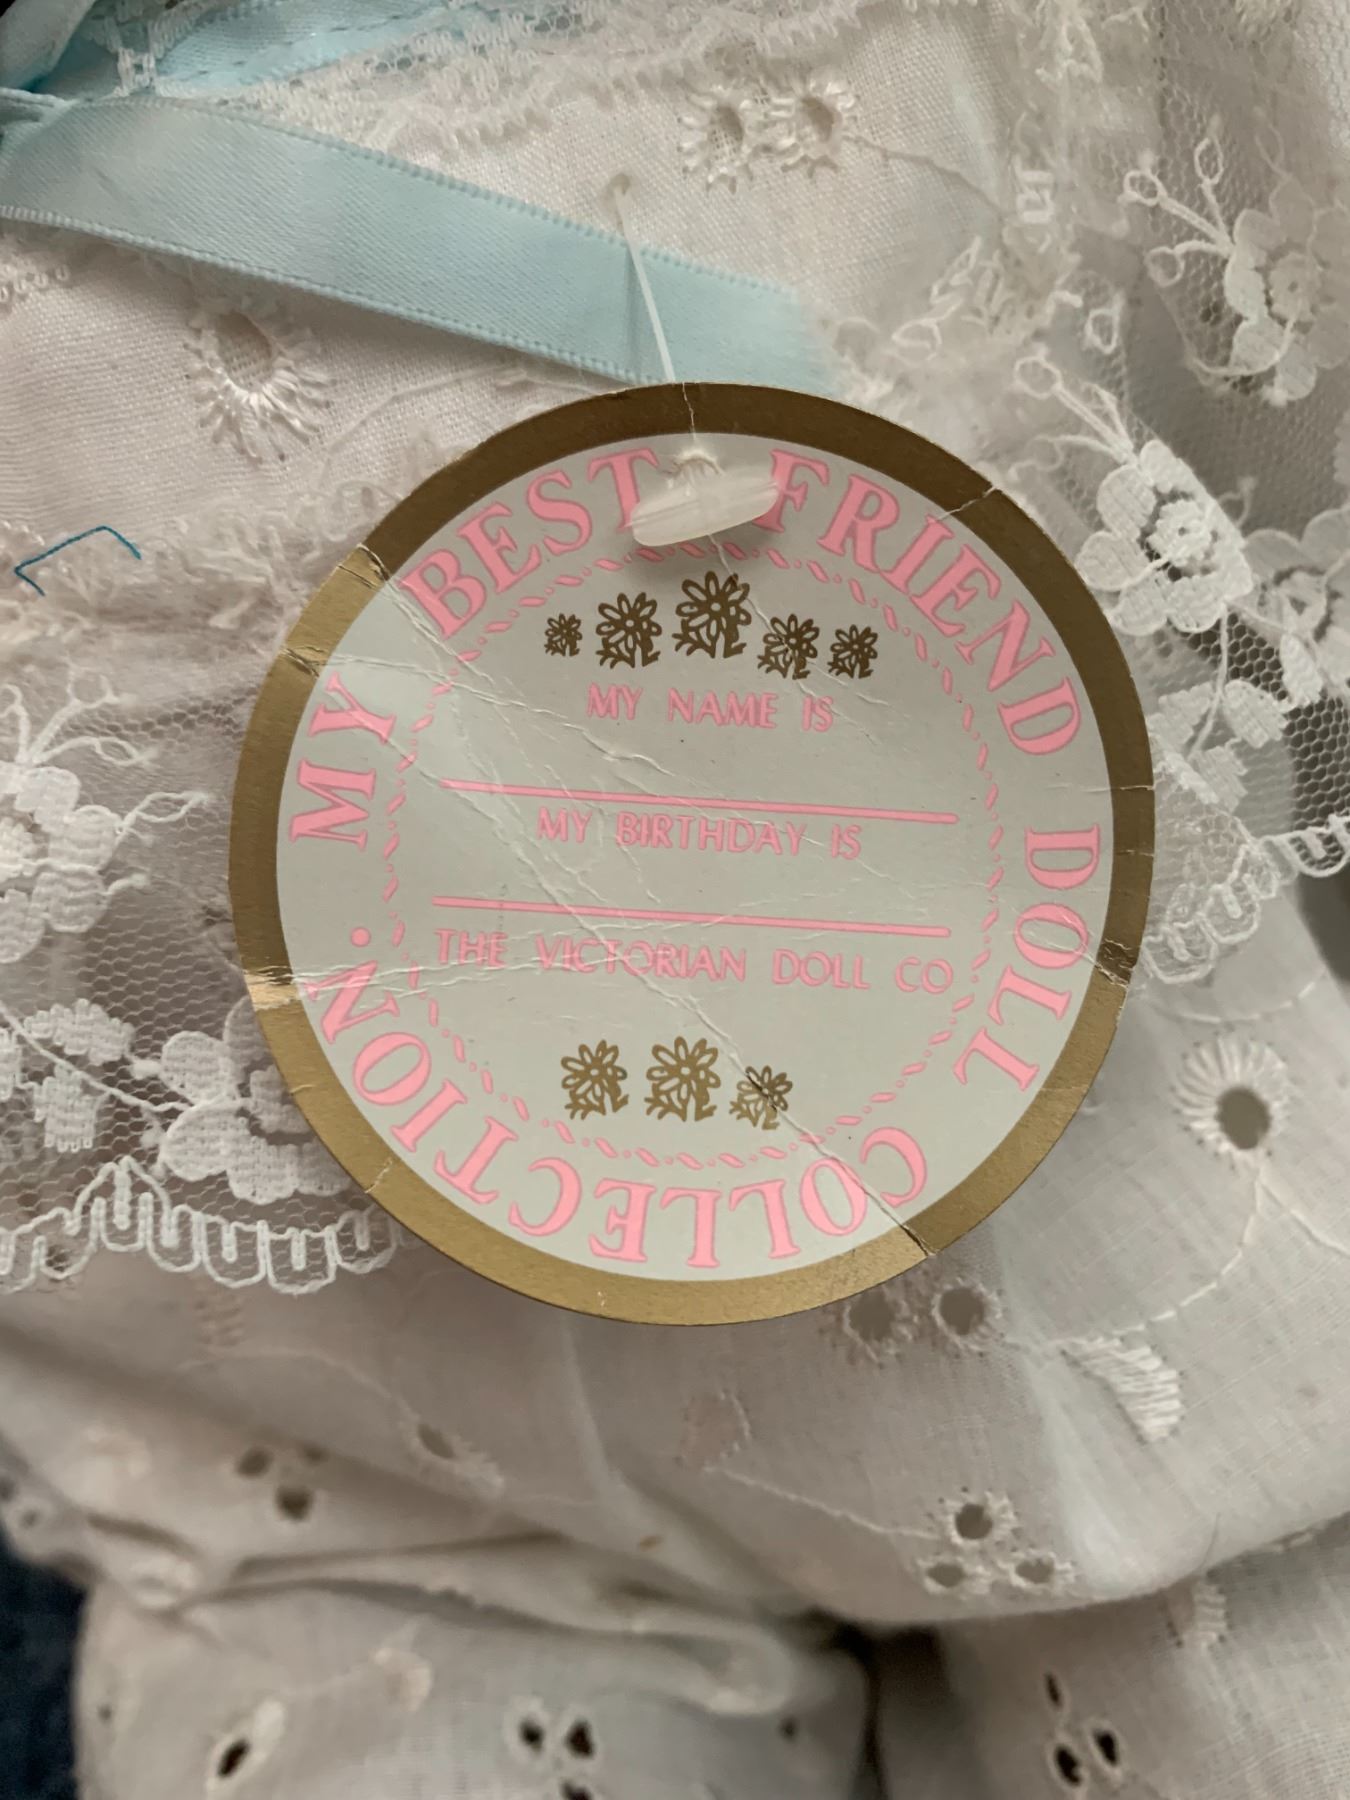 MY BEST FRIEND DOLL COLLECTION.
MY NAME IS
MY BIRTHDAY IS
THE VICTORIAN DOLL CO